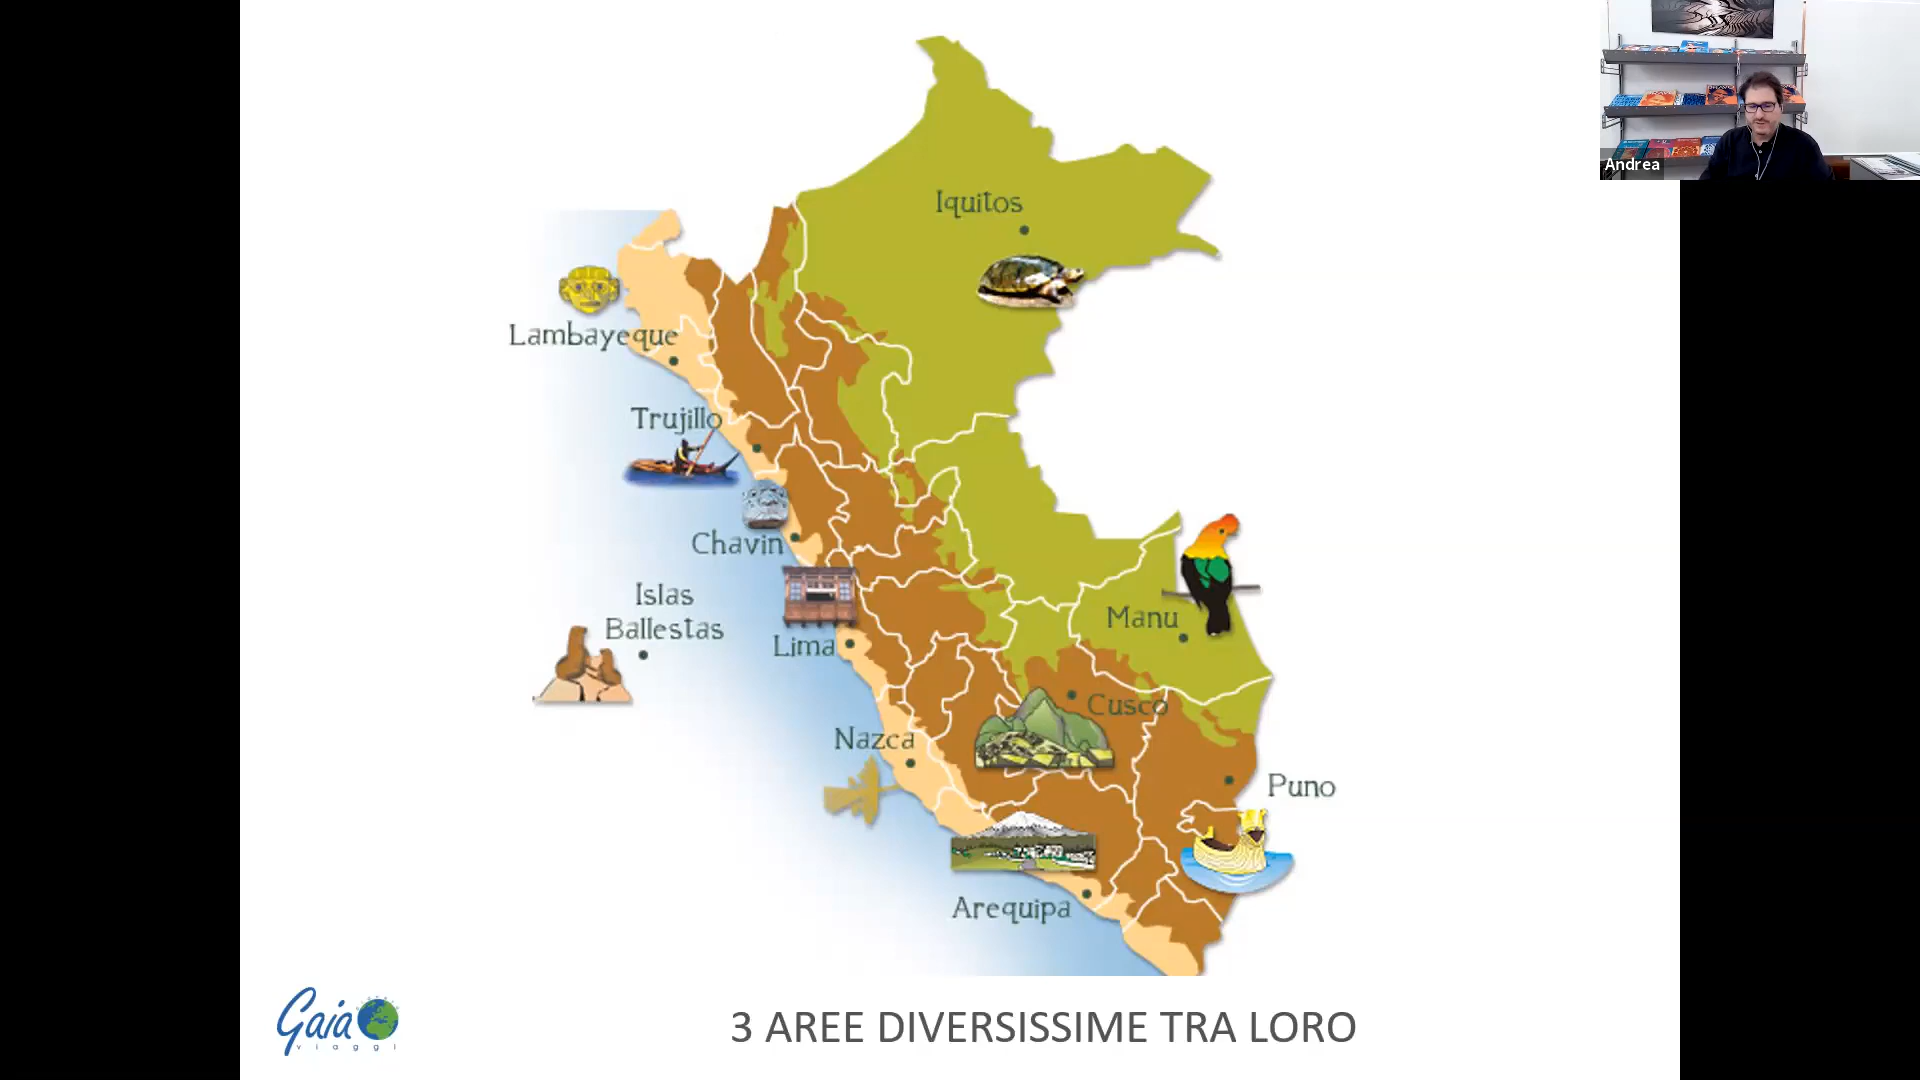 Andrea
Iquitos
Lambayeque
Trujillo
Chavin
Islas
Ballestas
Lima
Manu
Cusco
Nazca
Puno
Arequipa
Gaia
viaggi
3 AREE DIVERSISSIME TRA LORO